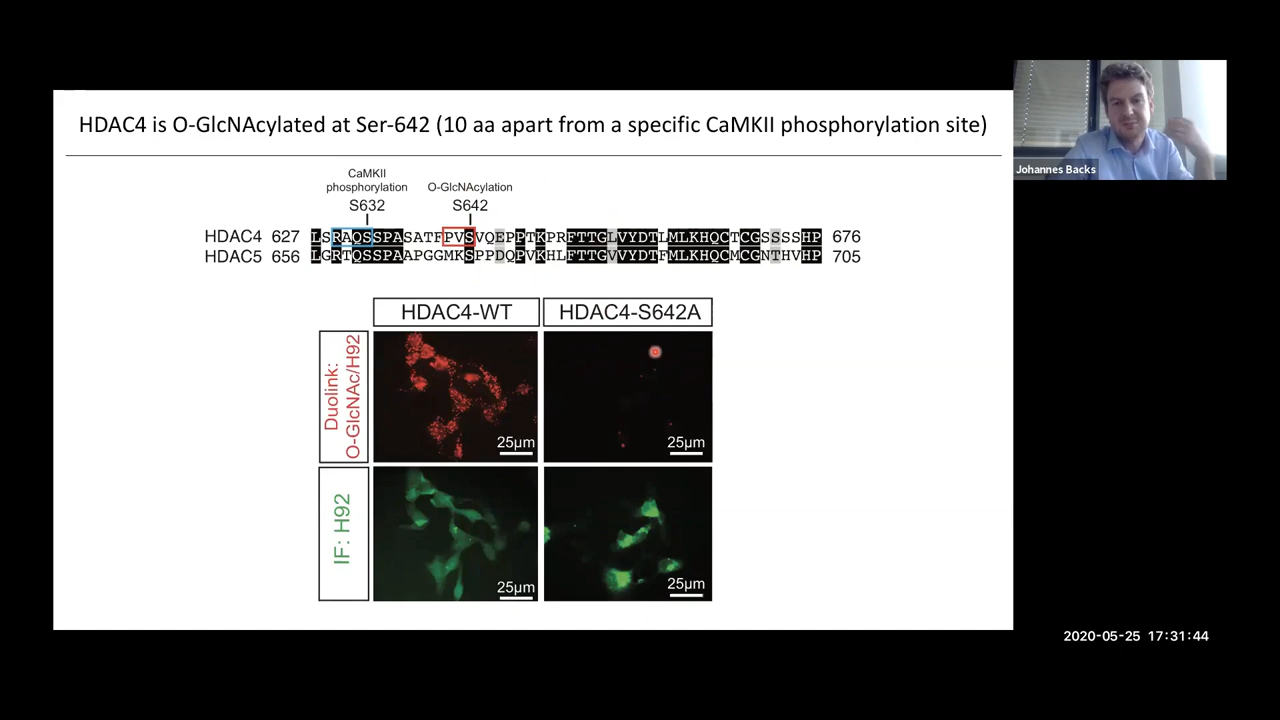 HDAC4 is O-GlcNAcylated at Ser-642 (10 aa apart from a specific CaMKII phosphorylation site)
Johannes Backs
CaMKII
phosphorylation
O-GlcNAcylation
S632
S642
HDAC4 627 LSRAQSSPASATFPVSVQEPPTKPRFTTGLVYDTLMLKHQCTCGSSSSHP 676
HDAC5 656 LGRTQSSPAAPGGMKSPPDQPVKHLFTTGVVYDTFMLKHQCMCGNTHVHP 705
HDAC4-WT
HDAC4-S642A
Duolink:
O-GlcNAc/H92
25µm
25µm
IF: H92
25µm
25µm
2020-05-25 17:31:44